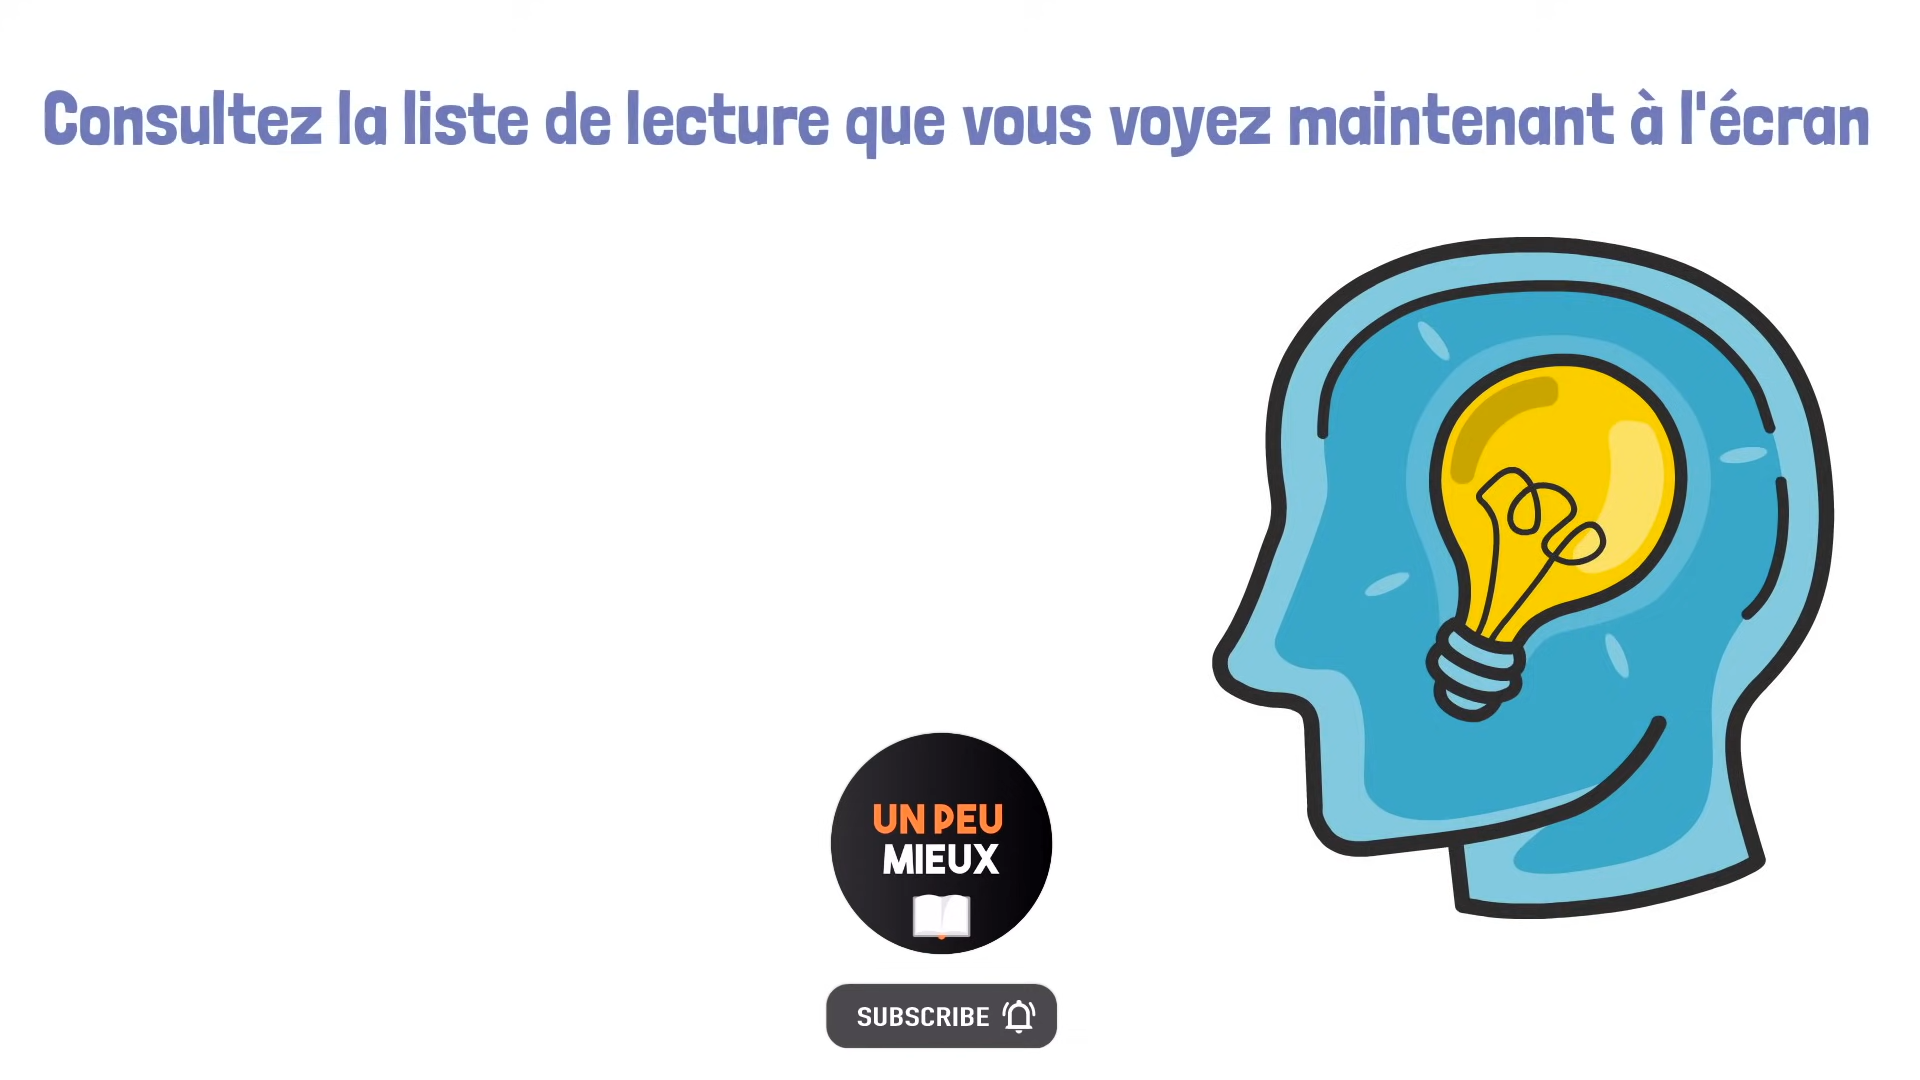 Consultez la liste de lecture que vous voyez maintenant à l'écran
UN PEU
MIEUX
SUBSCRIBE